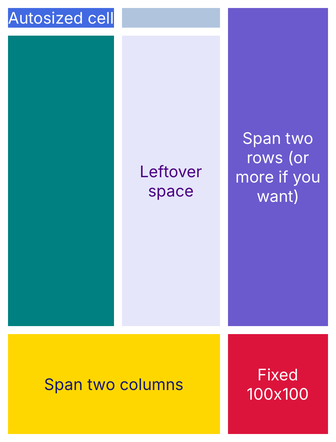 Autosized cell
Span two
rows (or
more if you
want)
Leftover
space
Span two columns
Fixed
100x100